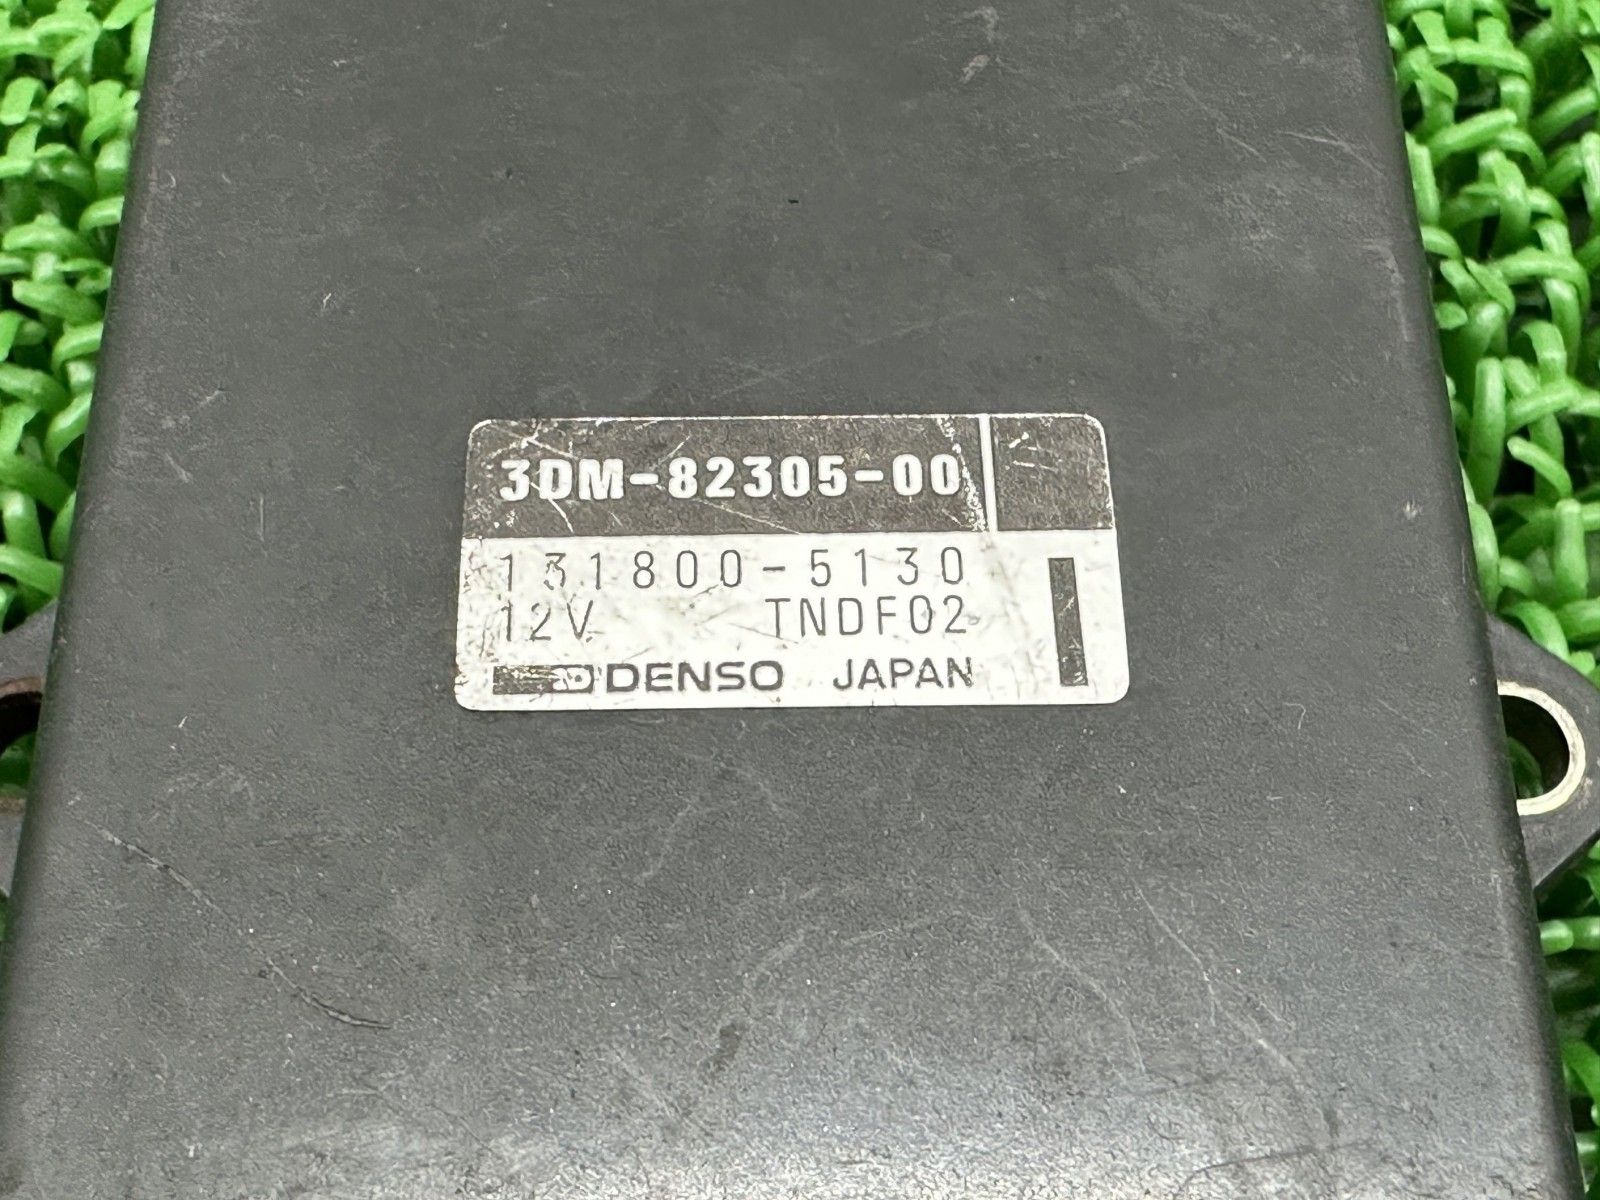 3DM-82305-00
131800-5130
12V TNDF02
DENSO JAPAN